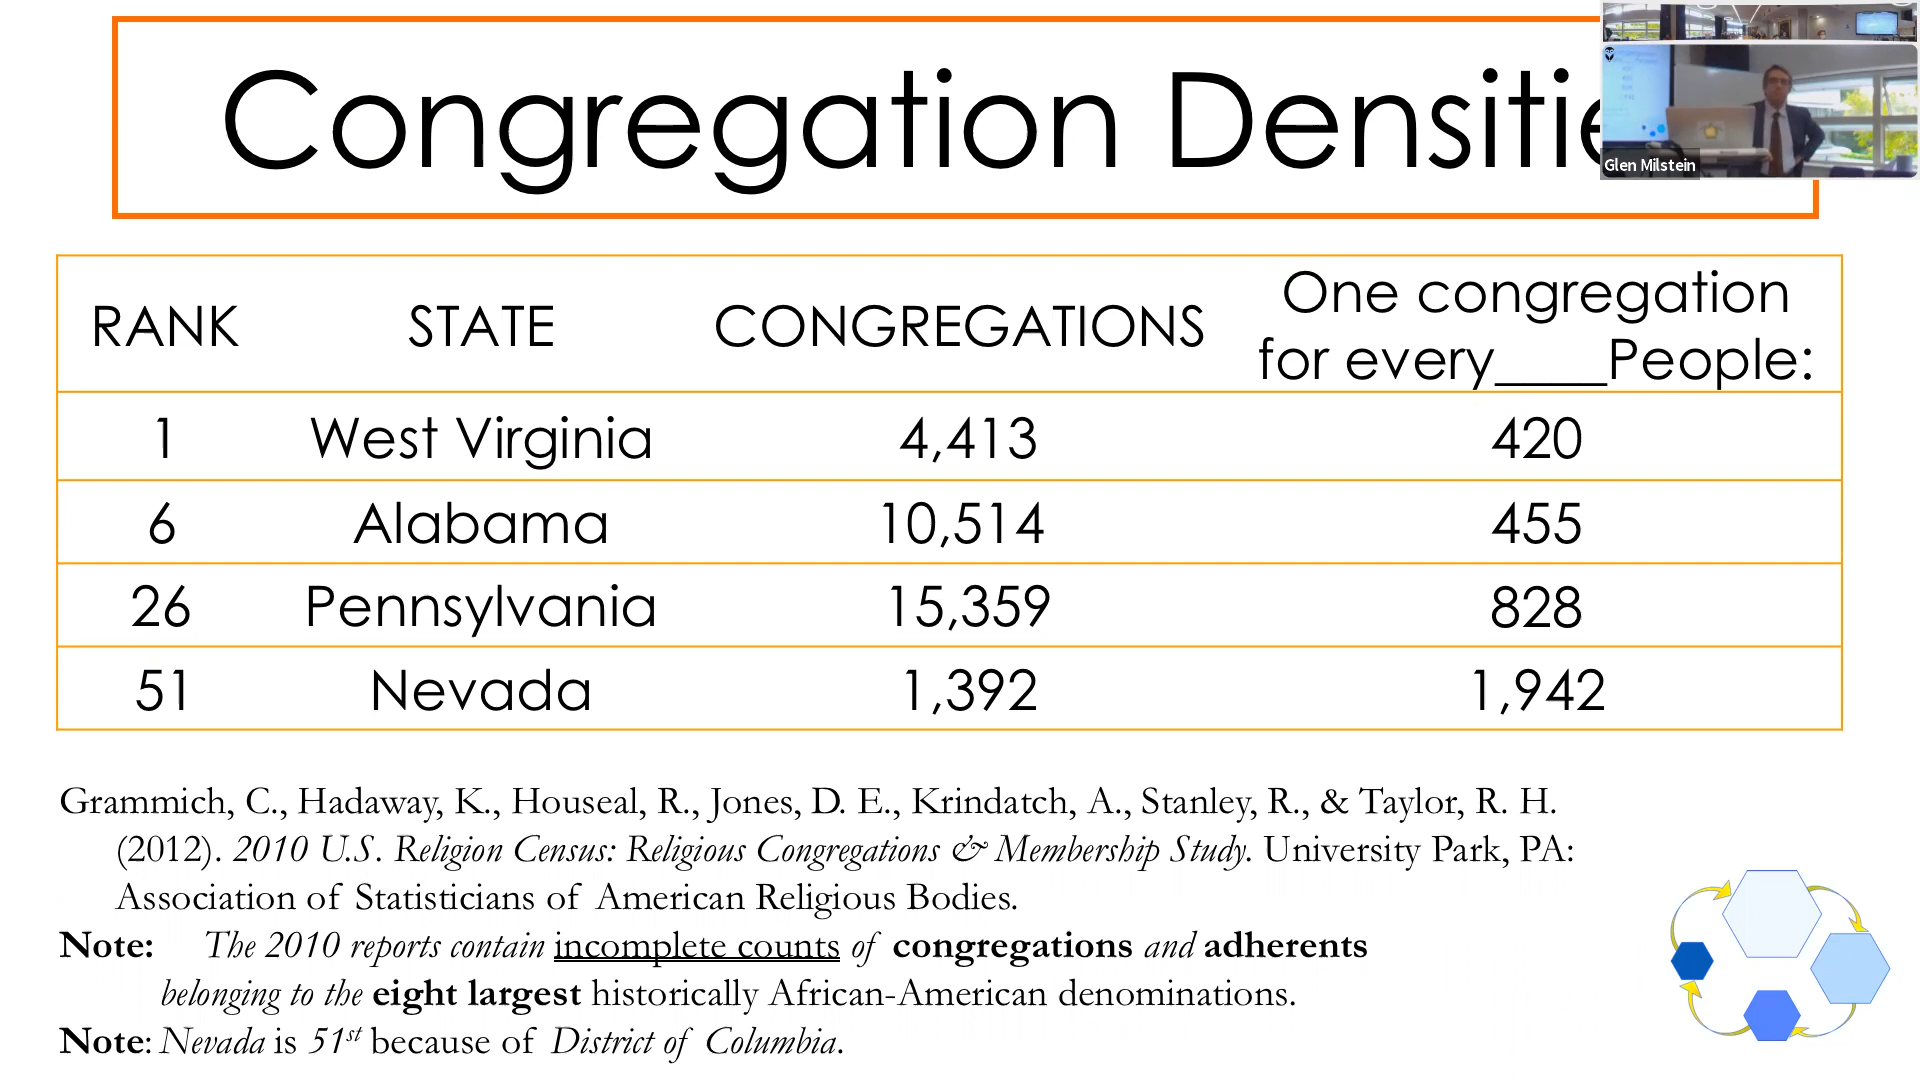 Congregation Densitie
Glen Milstein
RANK STATE CONGREGATIONS One congregation for every____People:
1 West Virginia 4,413 420
6 Alabama 10,514 455
26 Pennsylvania 15,359 828
51 Nevada 1,392 1,942
Grammich, C., Hadaway, K., Houseal, R., Jones, D. E., Krindatch, A., Stanley, R., & Taylor, R. H.
(2012). 2010 U.S. Religion Census: Religious Congregations & Membership Study. University Park, PA:
Association of Statisticians of American Religious Bodies.
Note: The 2010 reports contain incomplete counts of congregations and adherents
belonging to the eight largest historically African-American denominations.
Note: Nevada is 51st because of District of Columbia.